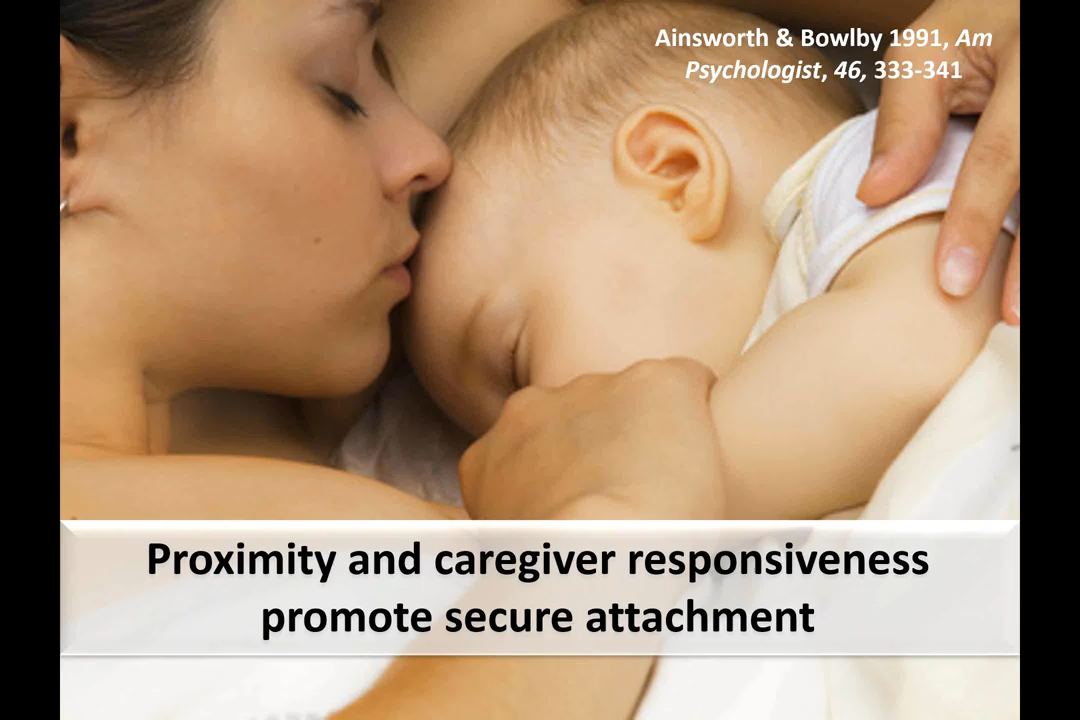 Ainsworth & Bowlby 1991, Am
Psychologist, 46, 333-341
Proximity and caregiver responsiveness
promote secure attachment